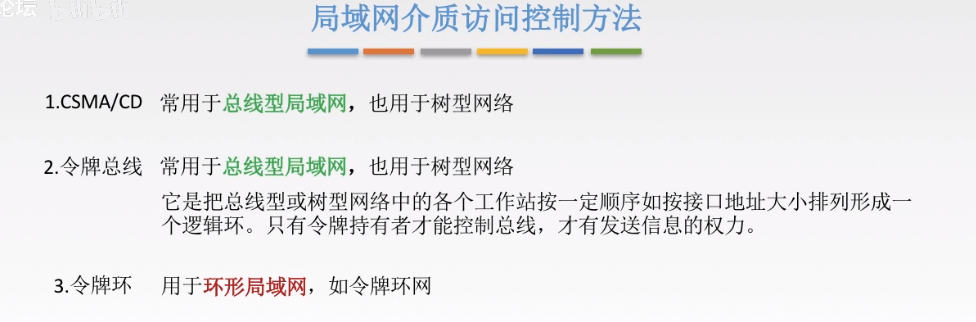 论坛
局域网介质访问控制方法
1.CSMA/CD 常用于总线型局域网，也用于树型网络
2.令牌总线 常用于总线型局域网，也用于树型网络
它是把总线型或树型网络中的各个工作站按一定顺序如按接口地址大小排列形成一
个逻辑环。只有令牌持有者才能控制总线，才有发送信息的权力。
3.令牌环 用于环形局域网，如令牌环网